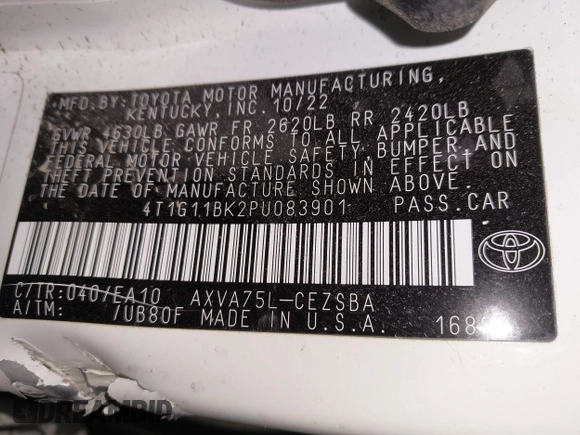 MFD. BY: TOYOTA MOTOR MANUFACTURING,
KENTUCKY, INC. 10/22
GVWR 4630LB GAWR FR 2620LB RR 2420LB
THIS VEHICLE CONFORMS TO ALL APPLICABLE
FEDERAL MOTOR VEHICLE SAFETY, BUMPER, AND
THEFT PREVENTION STANDARDS IN EFFECT ON
THE DATE OF MANUFACTURE SHOWN ABOVE.
4T1G11BK2PU083901 PASS.CAR
C/TR:040/EA10 AXVA75L-CEZSBA
A/TM: 7UB80F MADE IN U.S.A.
DREAMBID